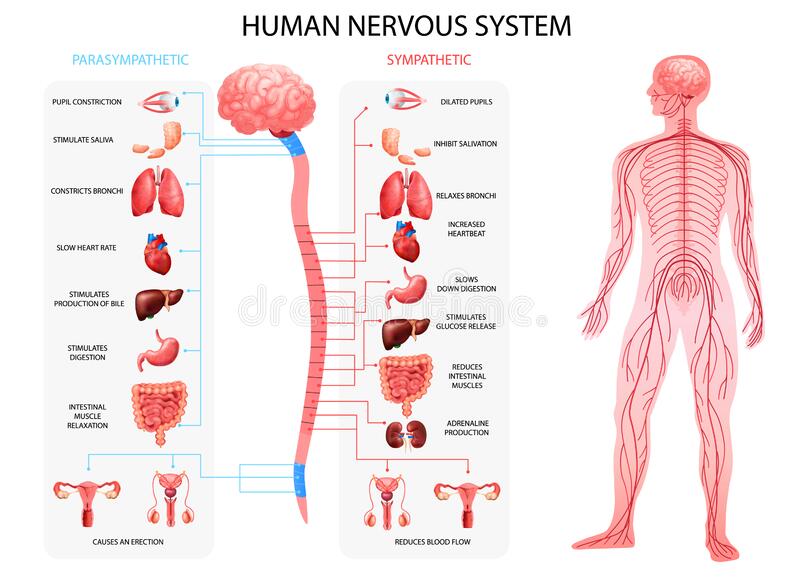 HUMAN NERVOUS SYSTEM
PARASYMPATHETIC
PUPIL CONSTRICTION
STIMULATE SALIVA
CONSTRICTS BRONCHI
SLOW HEART RATE
STIMULATES
PRODUCTION OF BILE
STIMULATES
DIGESTION
INTESTINAL
MUSCLE
RELAXATION
CAUSES AN ERECTION
SYMPATHETIC
DILATED PUPILS
INHIBIT SALIVATION
RELAXES BRONCHI
INCREASED
HEARTBEAT
SLOWS
DOWN DIGESTION
STIMULATES
GLUCOSE RELEASE
REDUCES
INTESTINAL
MUSCLES
ADRENALINE
PRODUCTION
REDUCES BLOOD FLOW
dreamstime